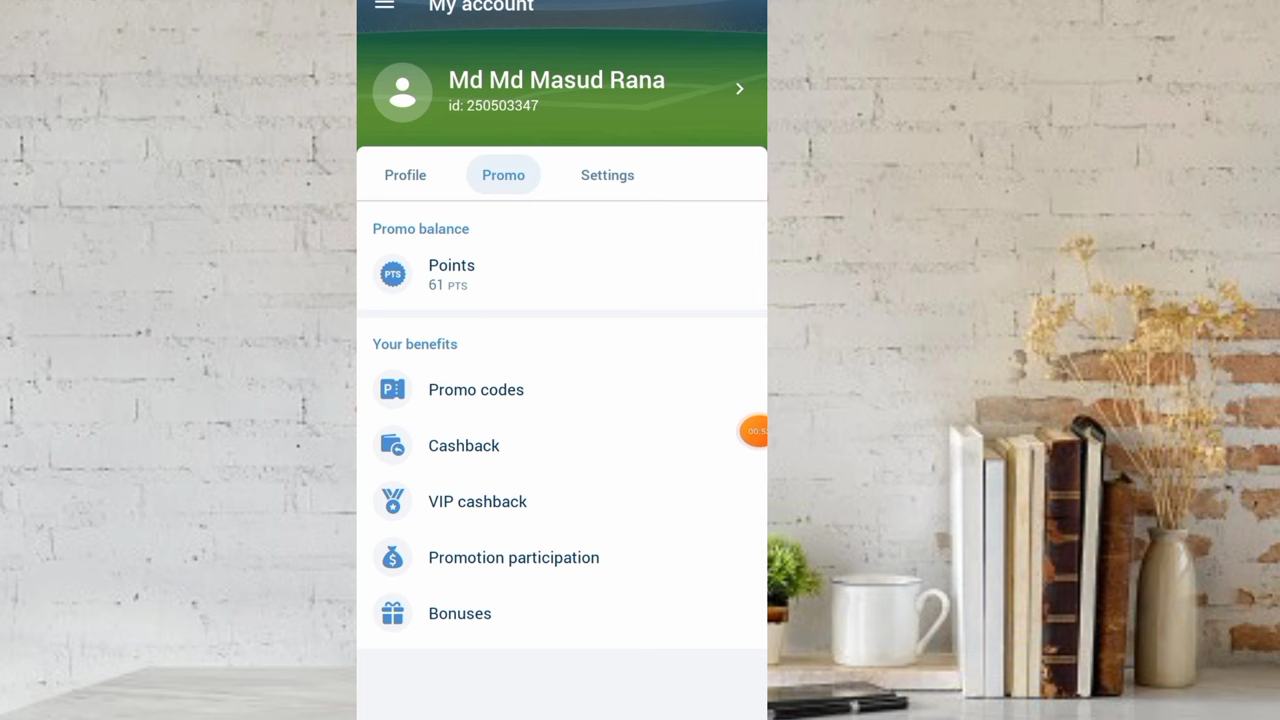 My account
Md Md Masud Rana
id: 250503347
Profile Promo Settings
Promo balance
PTS
Points
61 PTS
Your benefits
P
Promo codes
Cashback
VIP cashback
Promotion participation
$
Bonuses